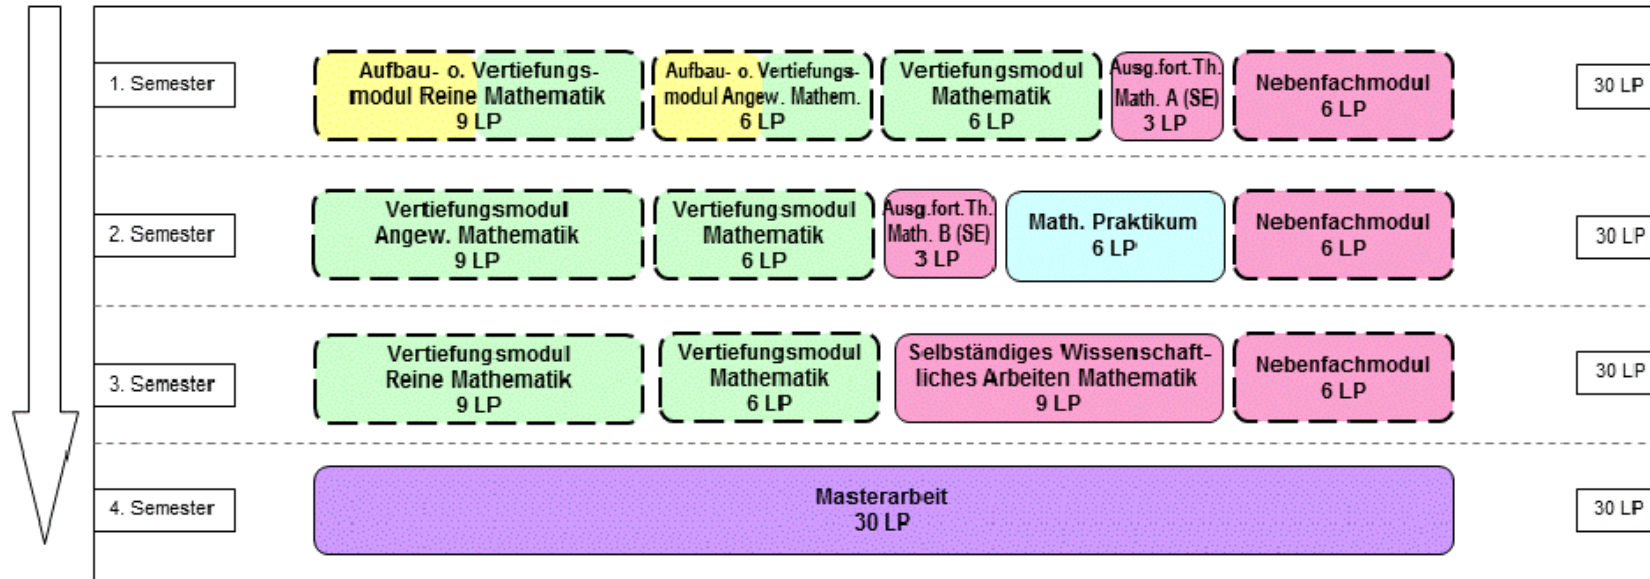 1. Semester
Aufbau- o. Vertiefungs-
modul Reine Mathematik
9 LP
Aufbau- o. Vertiefungs-
modul Angew. Mathem.
6 LP
Vertiefungsmodul
Mathematik
6 LP
Ausg.fort.Th.
Math. A (SE)
3 LP
Nebenfachmodul
6 LP
30 LP
2. Semester
Vertiefungsmodul
Angew. Mathematik
9 LP
Vertiefungsmodul
Mathematik
6 LP
Ausg.fort.Th.
Math. B (SE)
3 LP
Math. Praktikum
6 LP
Nebenfachmodul
6 LP
30 LP
3. Semester
Vertiefungsmodul
Reine Mathematik
9 LP
Vertiefungsmodul
Mathematik
6 LP
Selbständiges Wissenschaft-
liches Arbeiten Mathematik
9 LP
Nebenfachmodul
6 LP
30 LP
4. Semester
Masterarbeit
30 LP
30 LP